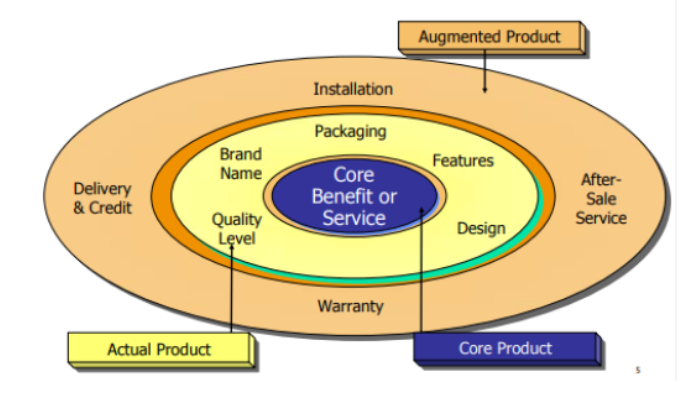 Augmented Product
Installation
Packaging
Brand
Name
Features
Core
Benefit or
Service
Delivery
& Credit
After-
Sale
Service
Quality
Level
Design
Warranty
Actual Product
Core Product
5